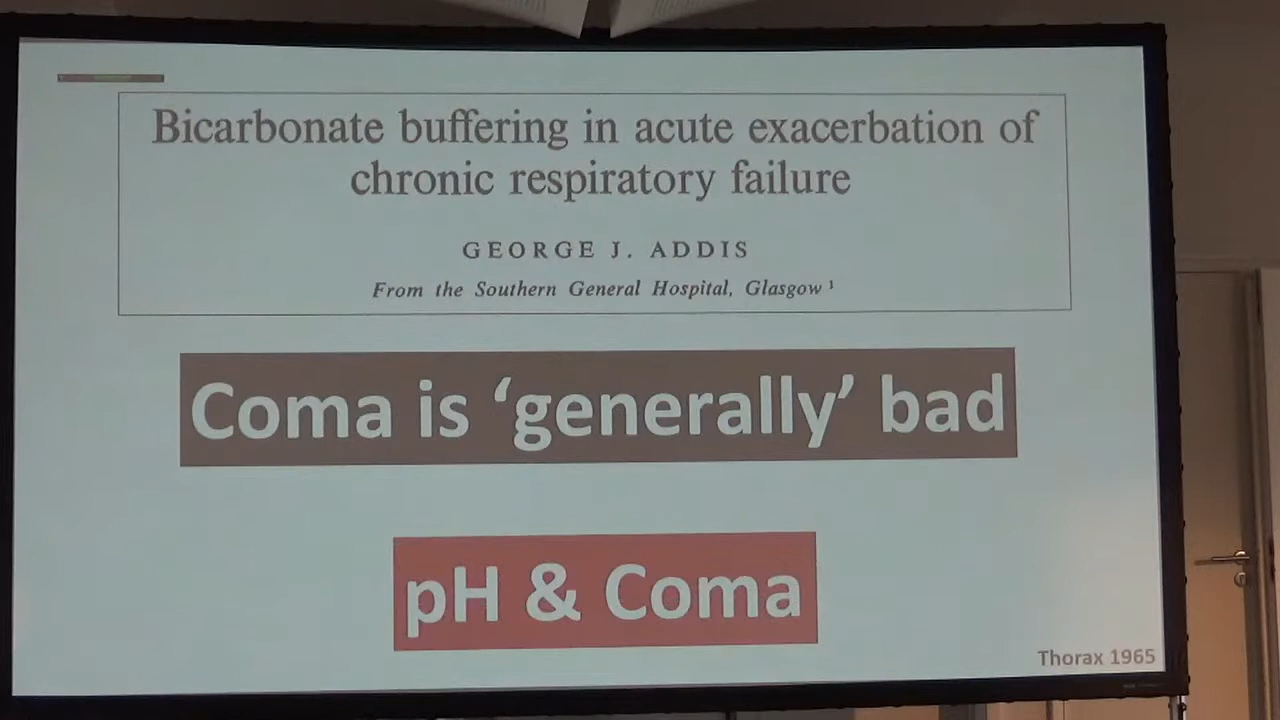 Bicarbonate buffering in acute exacerbation of
chronic respiratory failure
GEORGE J. ADDIS
From the Southern General Hospital, Glasgow 1
Coma is ‘generally’ bad
pH & Coma
Thorax 1965